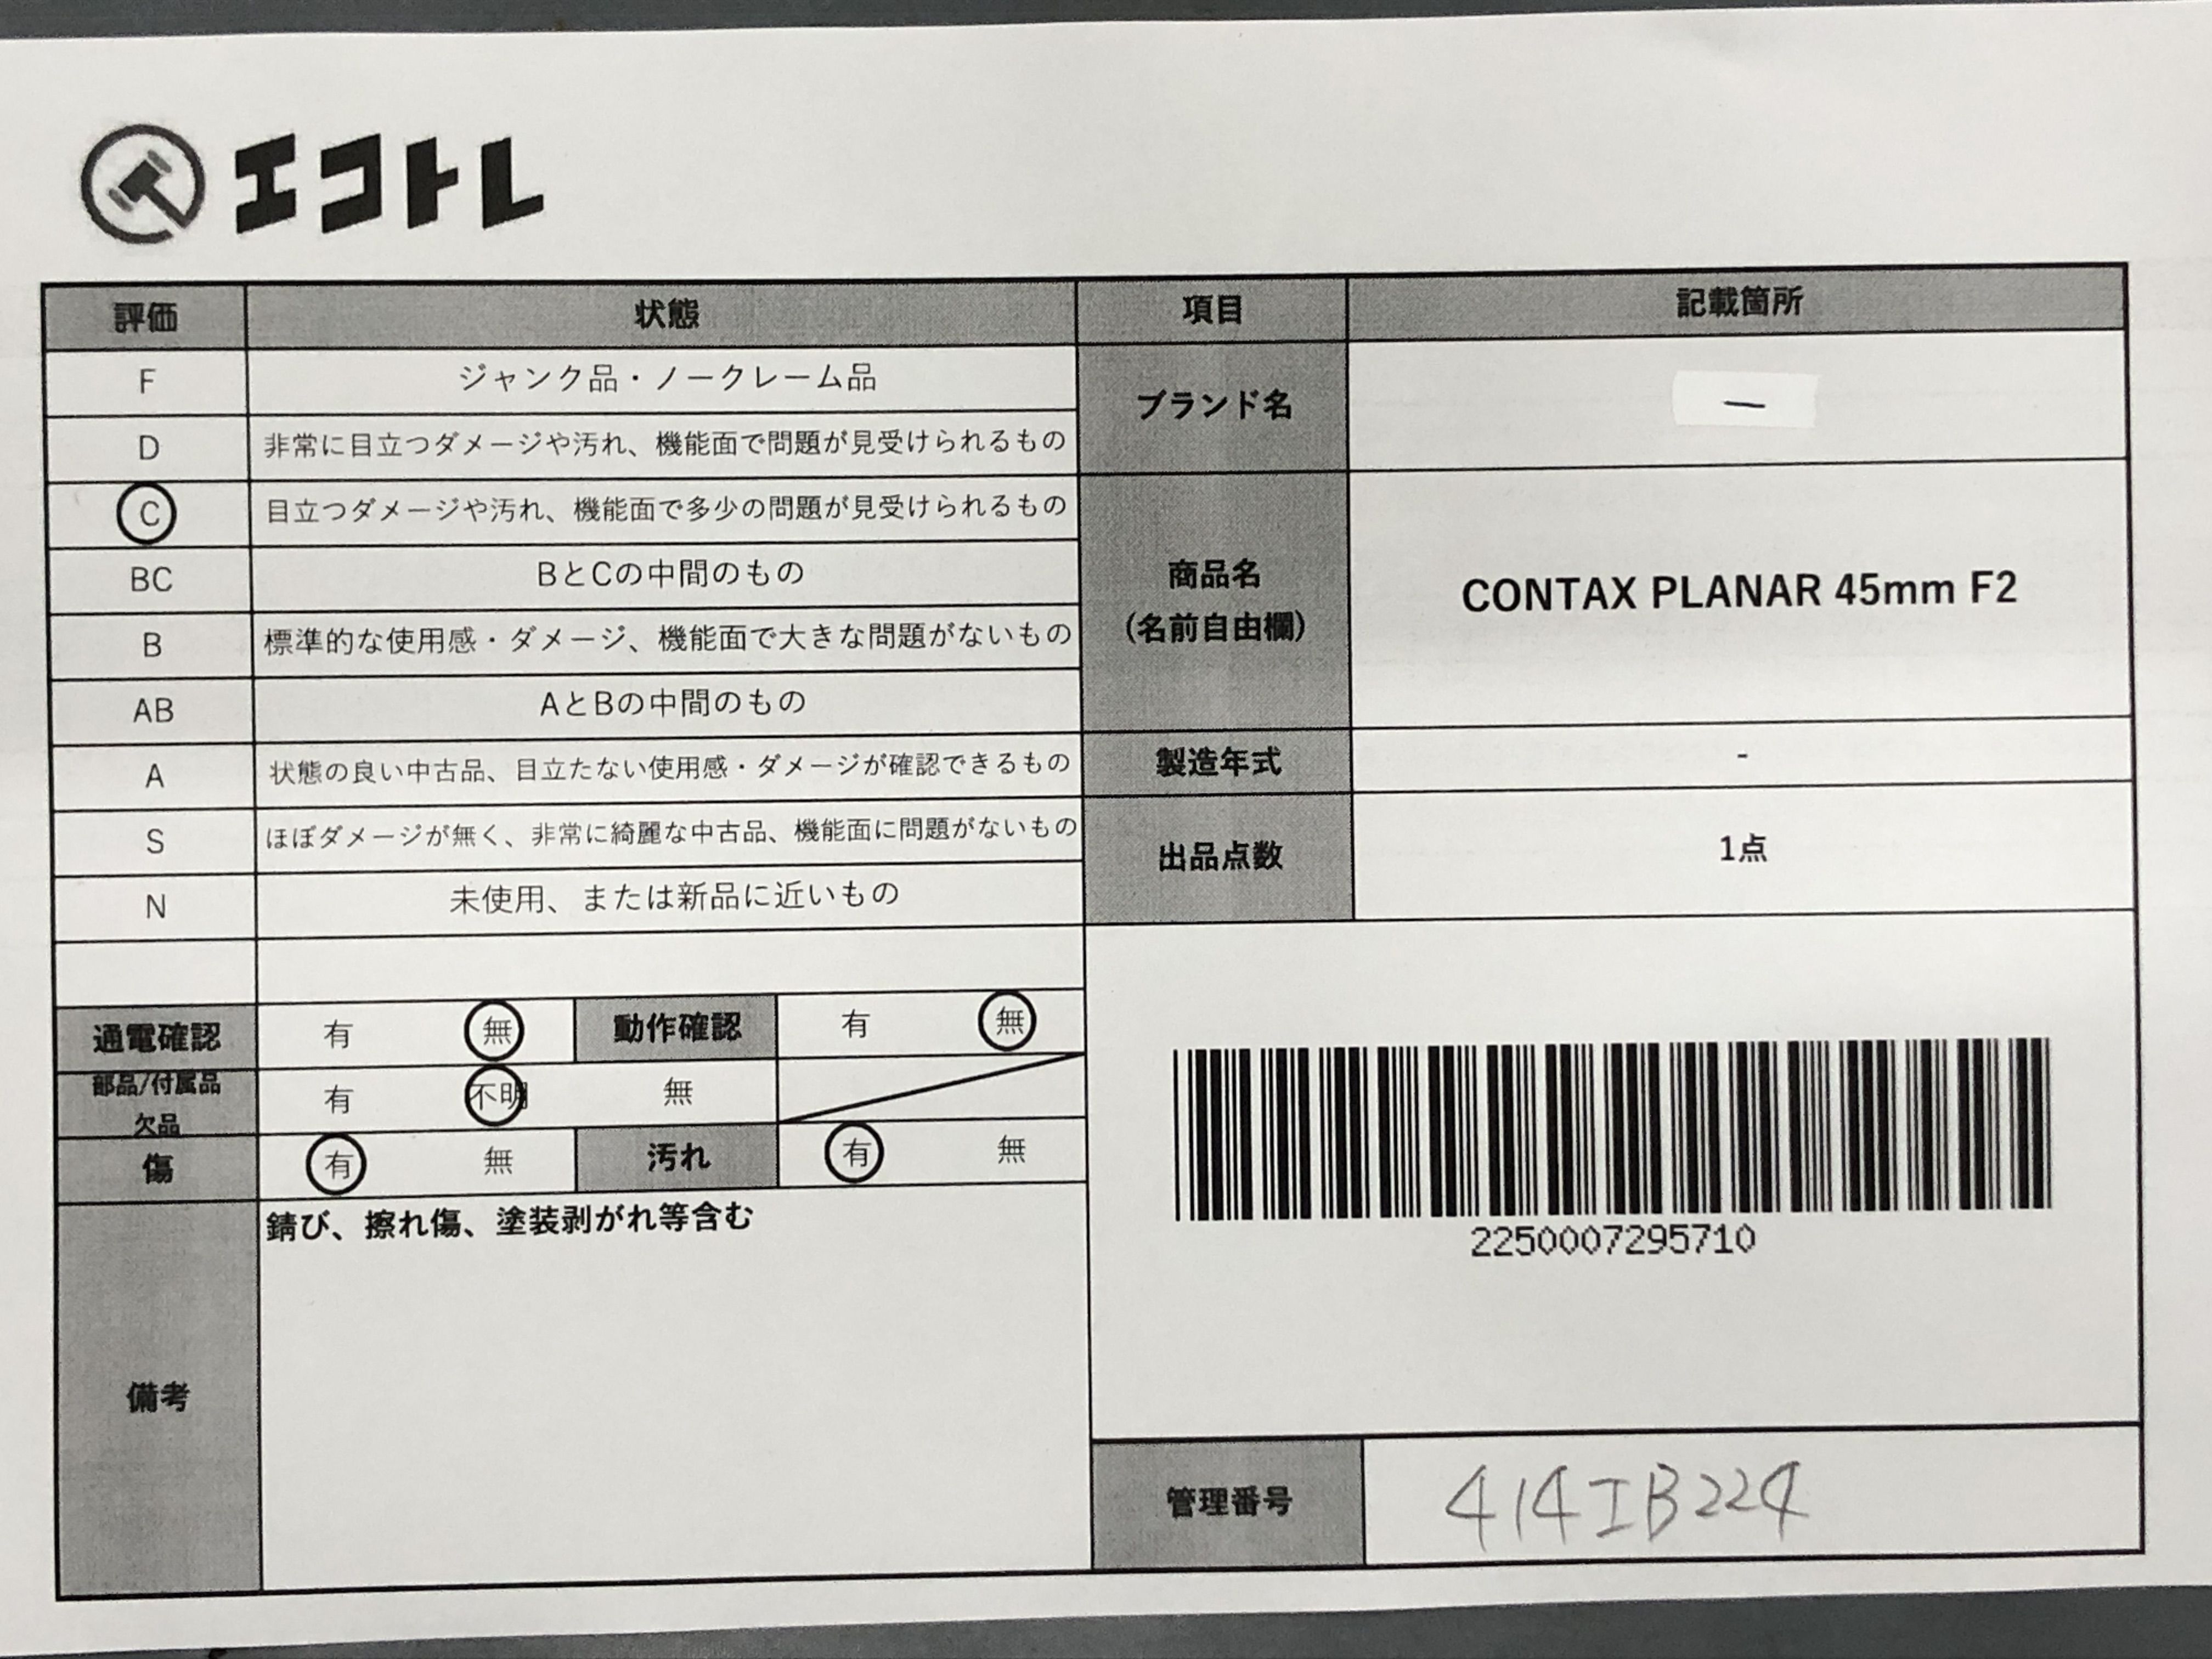 エコトレ
評価 状態 項目 記載箇所
F ジャンク品・ノークレーム品
D 非常に目立つダメージや汚れ、機能面で問題が見受けられるもの
C 目立つダメージや汚れ、機能面で多少の問題が見受けられるもの
BC BとCの中間のもの
B 標準的な使用感・ダメージ、機能面で大きな問題がないもの
AB AとBの中間のもの
A 状態の良い中古品、目立たない使用感・ダメージが確認できるもの
S ほぼダメージが無く、非常に綺麗な中古品、機能面に問題がないもの
N 未使用、または新品に近いもの
ブランド名 ー
商品名
(名前自由欄)
CONTAX PLANAR 45mm F2
製造年式 -
出品点数 1点
通電確認 有 無 動作確認 有 無
部品/付属品
欠品
有 不明 無
傷 有 無 汚れ 有 無
備考 錆び、擦れ傷、塗装剥がれ等含む
2250007295710
管理番号 414IB224